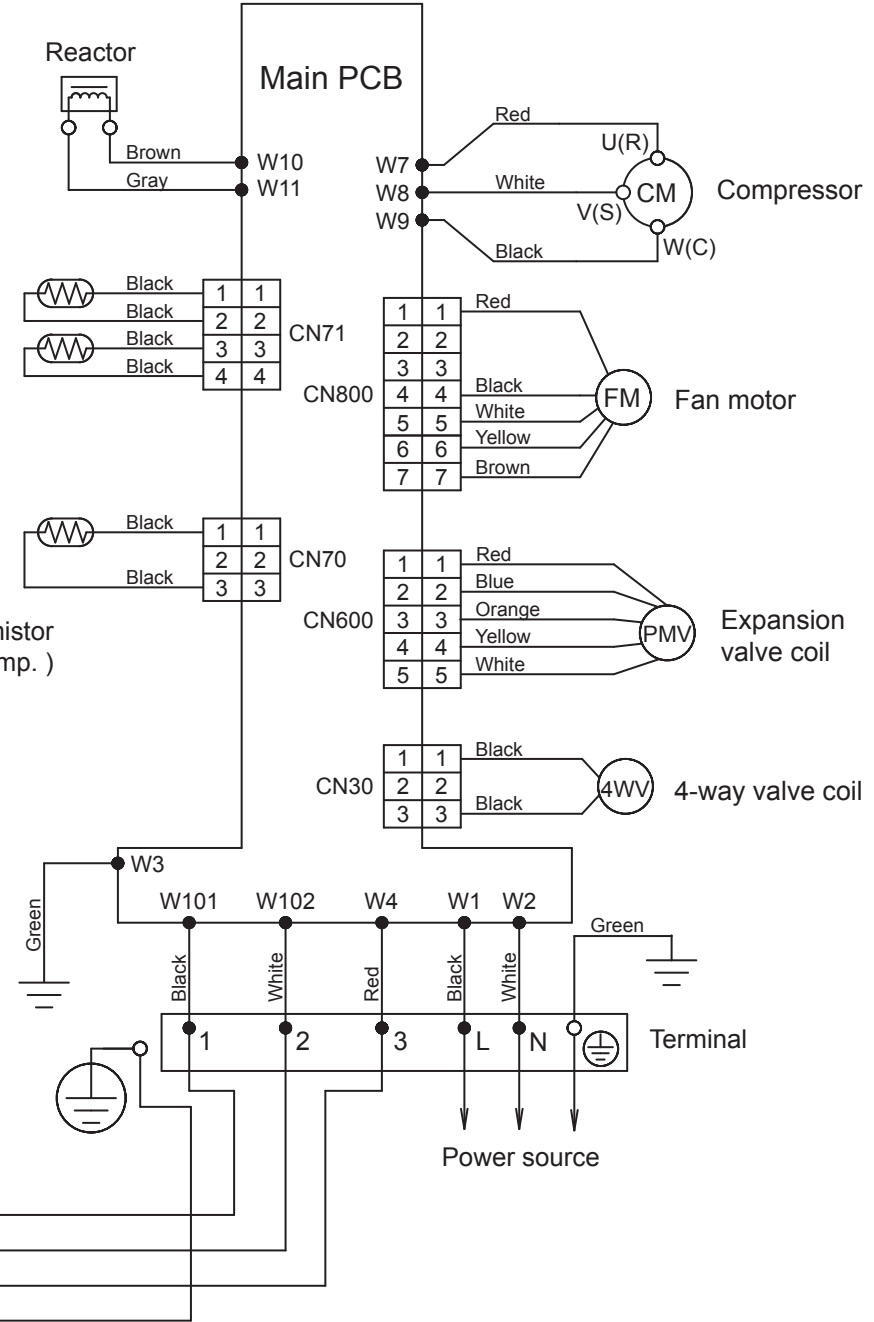 Reactor
Main PCB
Brown
Gray
W10
W11
W7
W8
W9
Red
White
Black
U(R)
V(S)
W(C)
CM
Compressor
Black
Black
Black
Black
1 1
2 2
3 3
4 4
CN71
CN800
1 1
2 2
3 3
4 4
5 5
6 6
7 7
Red
Black
White
Yellow
Brown
FM
Fan motor
Black
Black
1 1
2 2
3 3
CN70
CN600
1 1
2 2
3 3
4 4
5 5
Red
Blue
Orange
Yellow
White
PMV
Expansion
valve coil
CN30
1 1
2 2
3 3
Black
Black
4WV
4-way valve coil
W3
Green
W101 W102 W4 W1 W2
Black
White
Red
Black
White
Green
1 2 3 L N
Terminal
Power source